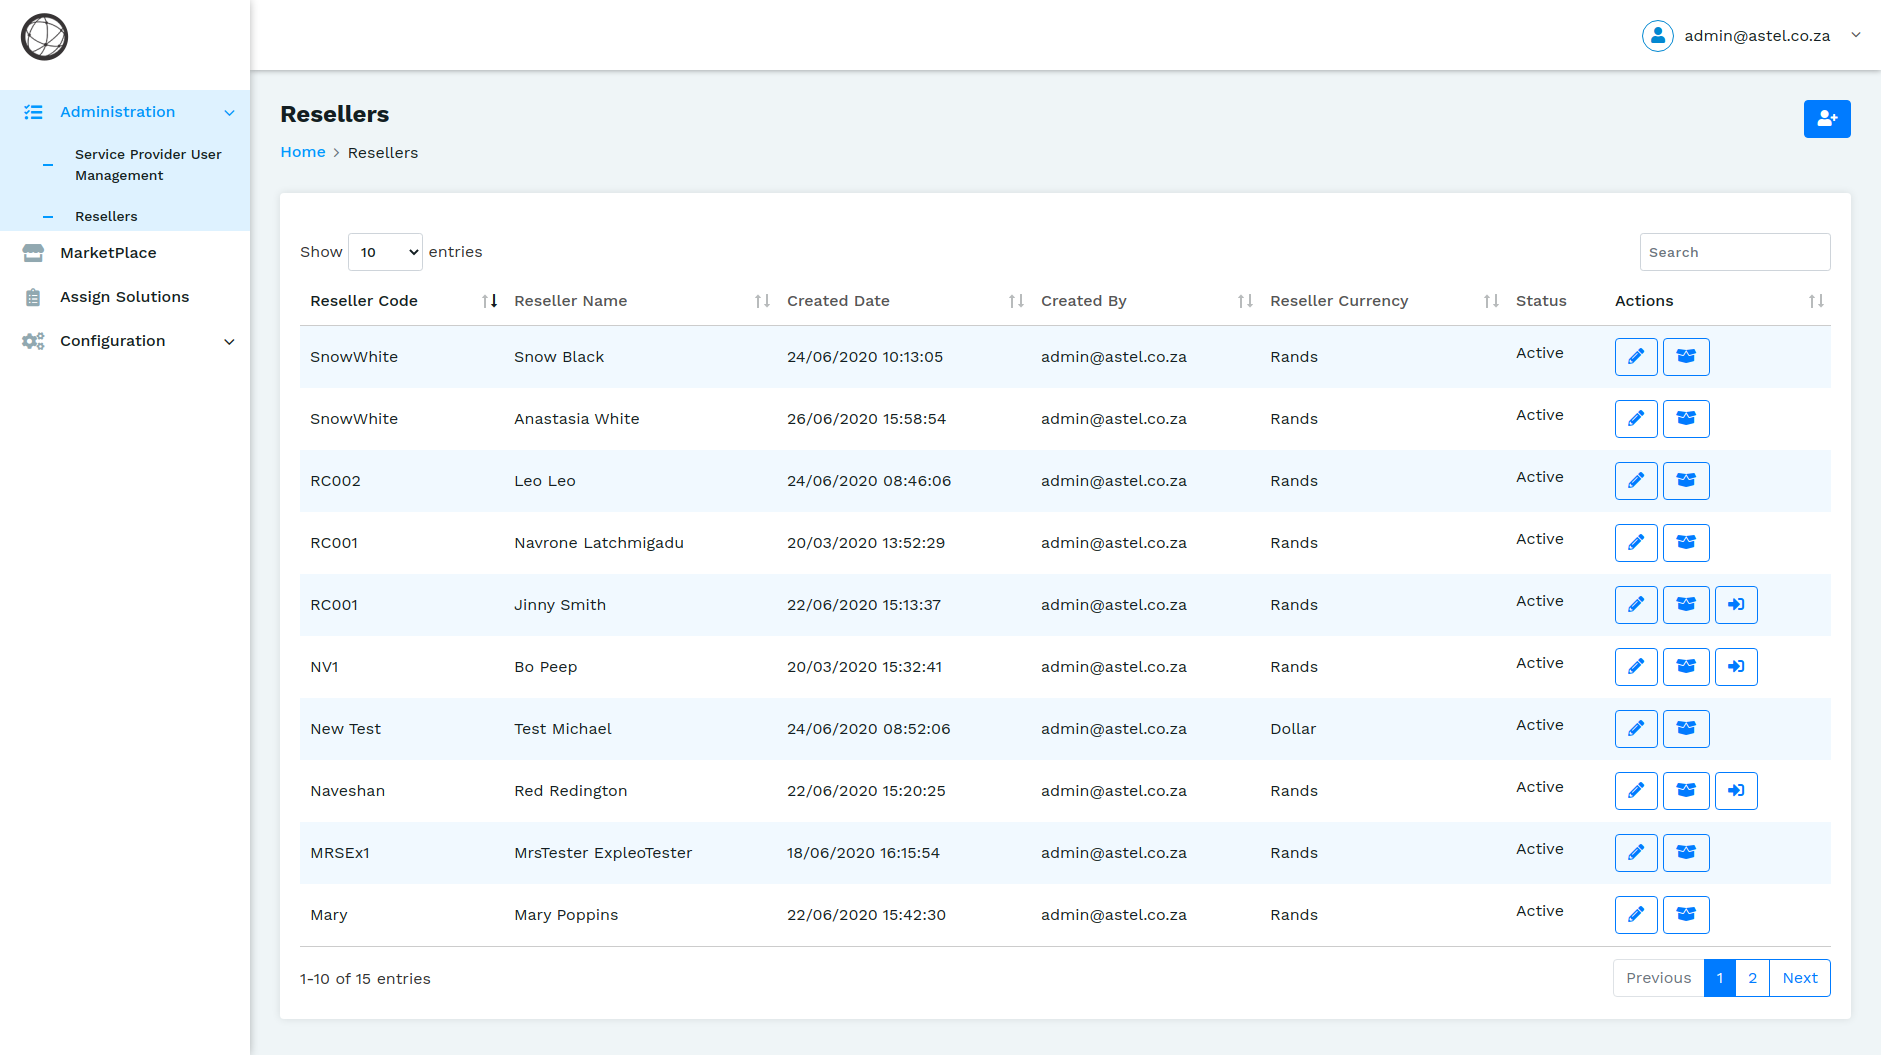 admin@astel.co.za
Administration
Service Provider User
Management
Resellers
MarketPlace
Assign Solutions
Configuration
Resellers
Home > Resellers
Show 10 entries
Search
Reseller Code Reseller Name Created Date Created By Reseller Currency Status Actions
SnowWhite Snow Black 24/06/2020 10:13:05 admin@astel.co.za Rands Active
SnowWhite Anastasia White 26/06/2020 15:58:54 admin@astel.co.za Rands Active
RC002 Leo Leo 24/06/2020 08:46:06 admin@astel.co.za Rands Active
RC001 Navrone Latchmigadu 20/03/2020 13:52:29 admin@astel.co.za Rands Active
RC001 Jinny Smith 22/06/2020 15:13:37 admin@astel.co.za Rands Active
NV1 Bo Peep 20/03/2020 15:32:41 admin@astel.co.za Rands Active
New Test Test Michael 24/06/2020 08:52:06 admin@astel.co.za Dollar Active
Naveshan Red Redington 22/06/2020 15:20:25 admin@astel.co.za Rands Active
MRSEx1 MrsTester ExpleoTester 18/06/2020 16:15:54 admin@astel.co.za Rands Active
Mary Mary Poppins 22/06/2020 15:42:30 admin@astel.co.za Rands Active
1-10 of 15 entries
Previous 1 2 Next